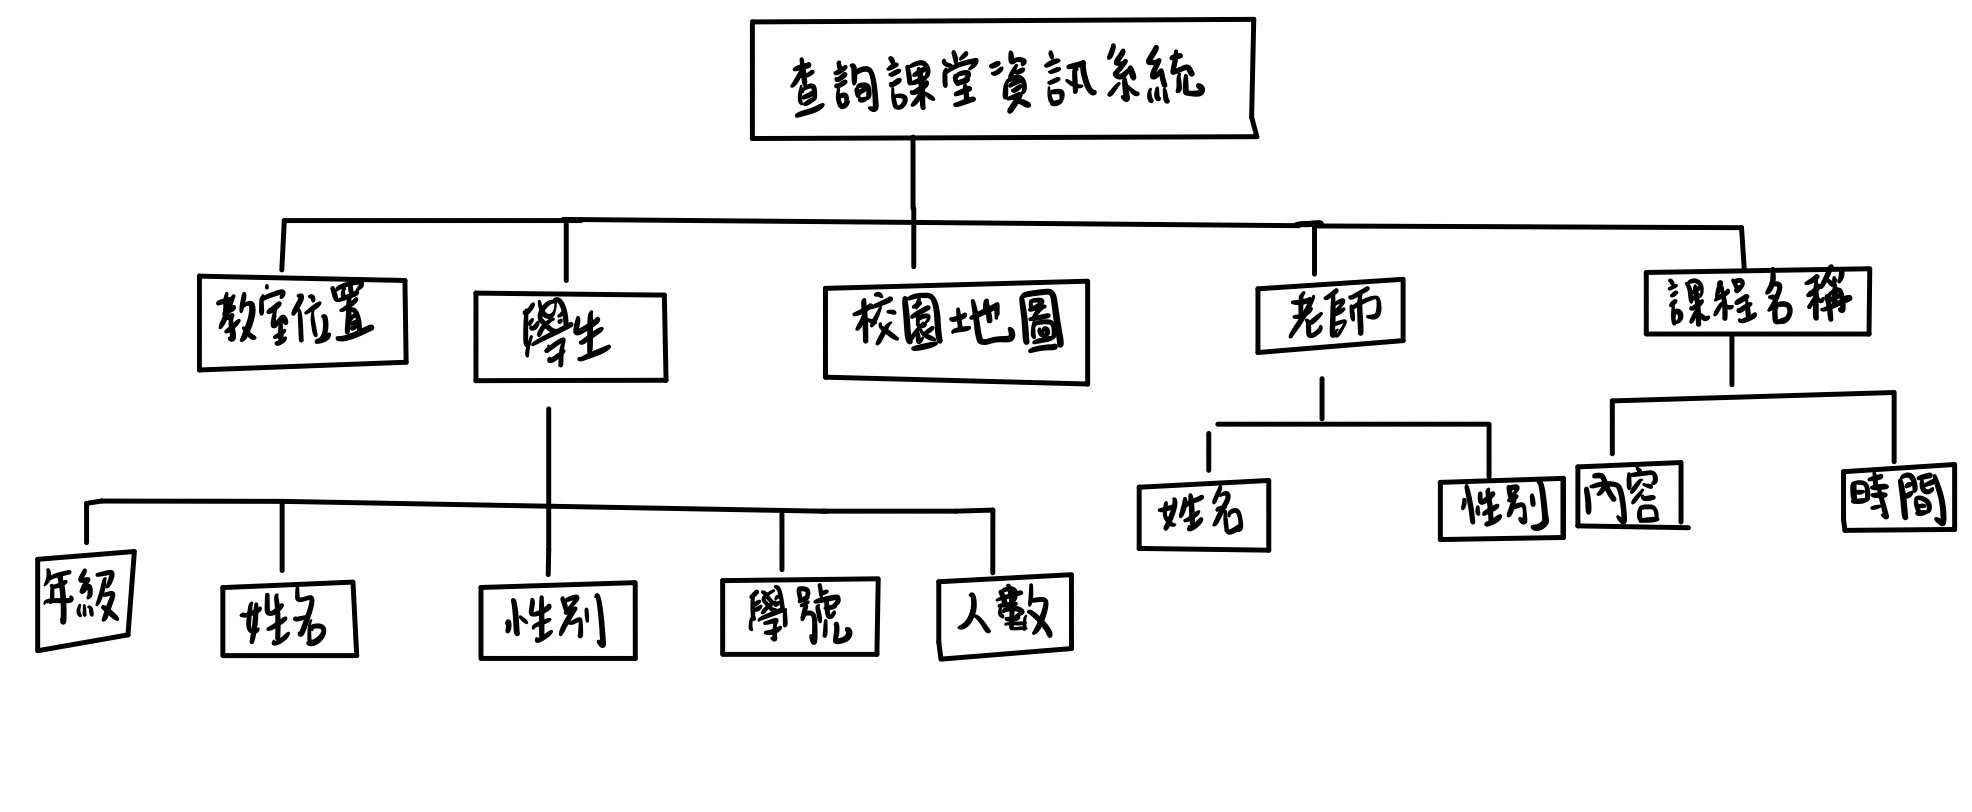 查詢課堂資訊系統
教室位置
學生
校園地圖
老師
課程名稱
年級
姓名
性別
學號
人數
姓名
性別
內容
時間